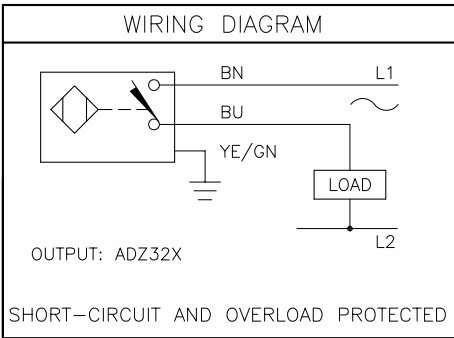 WIRING DIAGRAM
BN
L1
BU
YE/GN
LOAD
L2
OUTPUT: ADZ32X
SHORT-CIRCUIT AND OVERLOAD PROTECTED